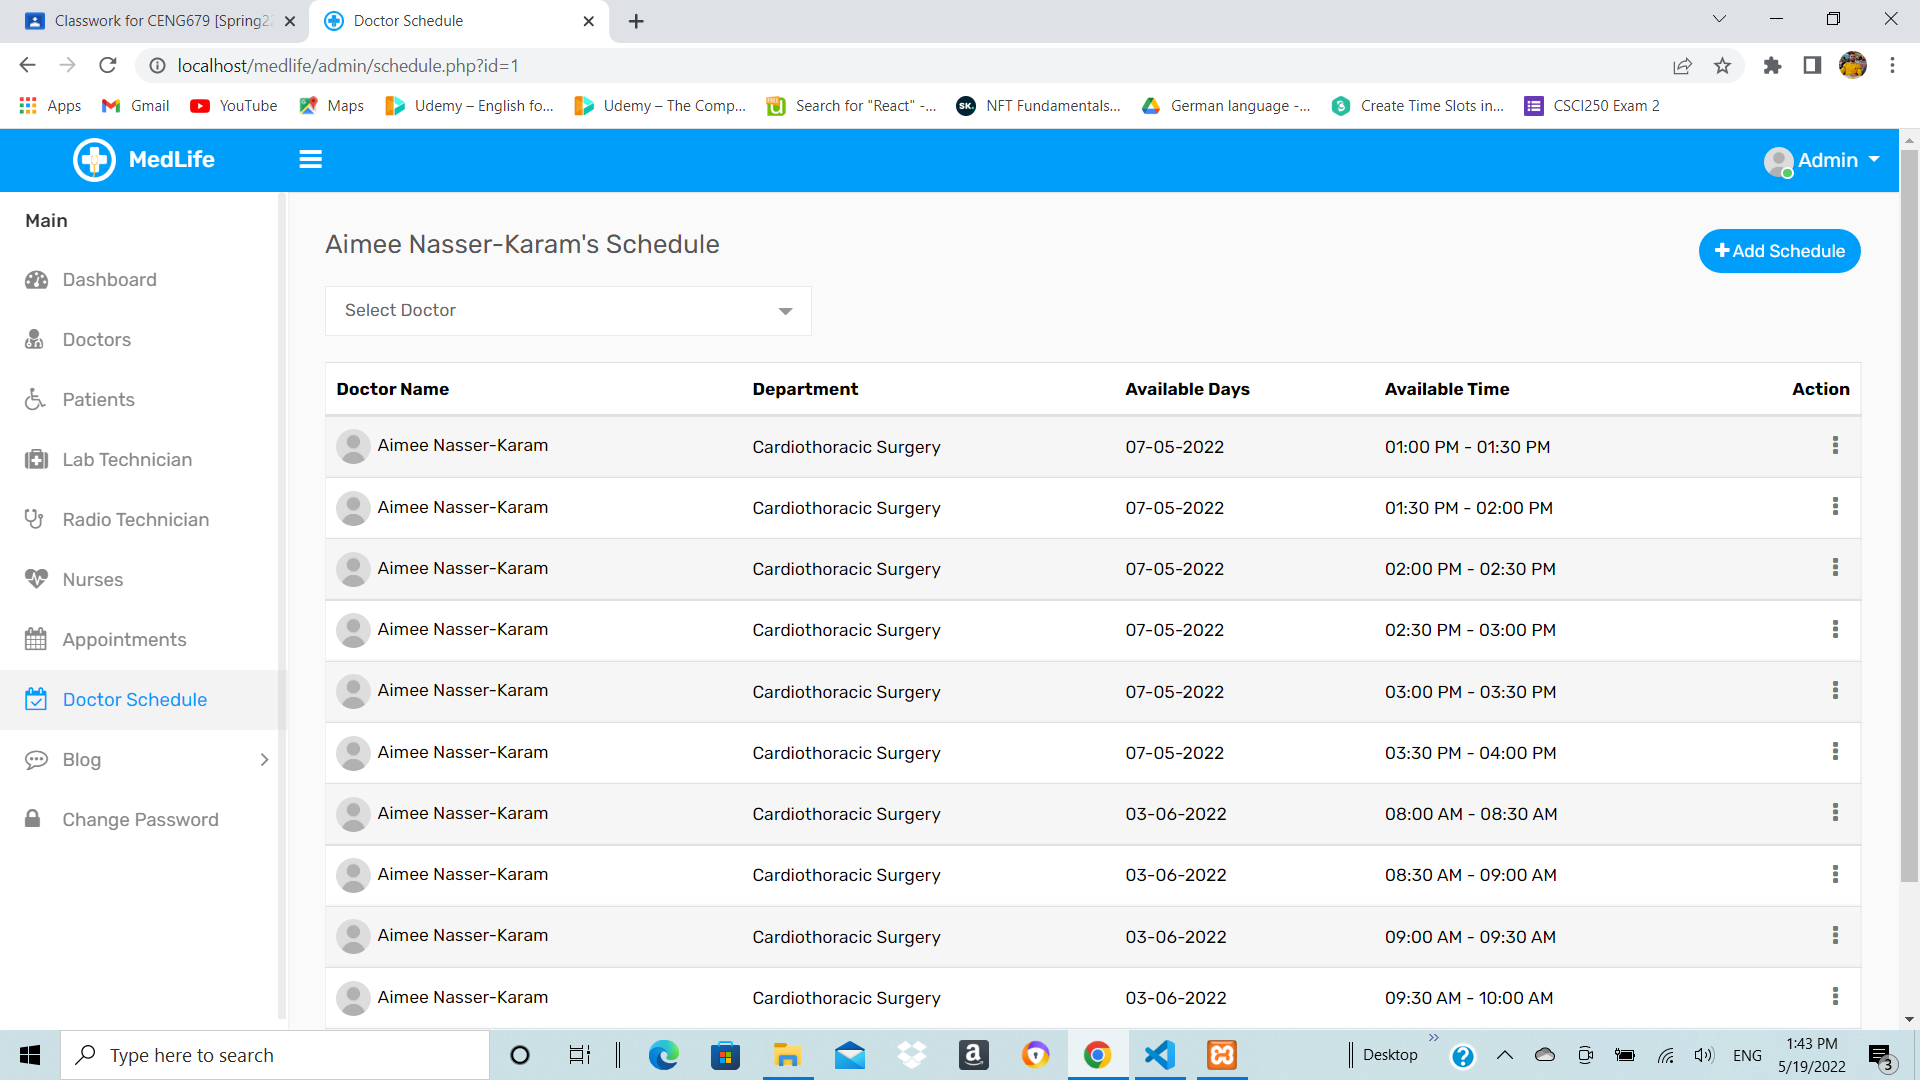 Classwork for CENG679 [Spring22
Doctor Schedule
localhost/medlife/admin/schedule.php?id=1
Apps
Gmail
YouTube
Maps
Udemy – English fo...
Udemy – The Comp...
Search for "React" -...
SK.
NFT Fundamentals...
German language -...
Create Time Slots in...
CSCI250 Exam 2
MedLife
Admin
Main
Dashboard
Doctors
Patients
Lab Technician
Radio Technician
Nurses
Appointments
Doctor Schedule
Blog
Change Password
Aimee Nasser-Karam's Schedule
Add Schedule
Select Doctor
Doctor Name Department Available Days Available Time Action
Aimee Nasser-Karam Cardiothoracic Surgery 07-05-2022 01:00 PM - 01:30 PM
Aimee Nasser-Karam Cardiothoracic Surgery 07-05-2022 01:30 PM - 02:00 PM
Aimee Nasser-Karam Cardiothoracic Surgery 07-05-2022 02:00 PM - 02:30 PM
Aimee Nasser-Karam Cardiothoracic Surgery 07-05-2022 02:30 PM - 03:00 PM
Aimee Nasser-Karam Cardiothoracic Surgery 07-05-2022 03:00 PM - 03:30 PM
Aimee Nasser-Karam Cardiothoracic Surgery 07-05-2022 03:30 PM - 04:00 PM
Aimee Nasser-Karam Cardiothoracic Surgery 03-06-2022 08:00 AM - 08:30 AM
Aimee Nasser-Karam Cardiothoracic Surgery 03-06-2022 08:30 AM - 09:00 AM
Aimee Nasser-Karam Cardiothoracic Surgery 03-06-2022 09:00 AM - 09:30 AM
Aimee Nasser-Karam Cardiothoracic Surgery 03-06-2022 09:30 AM - 10:00 AM
Type here to search
Desktop
ENG
1:43 PM
5/19/2022
3